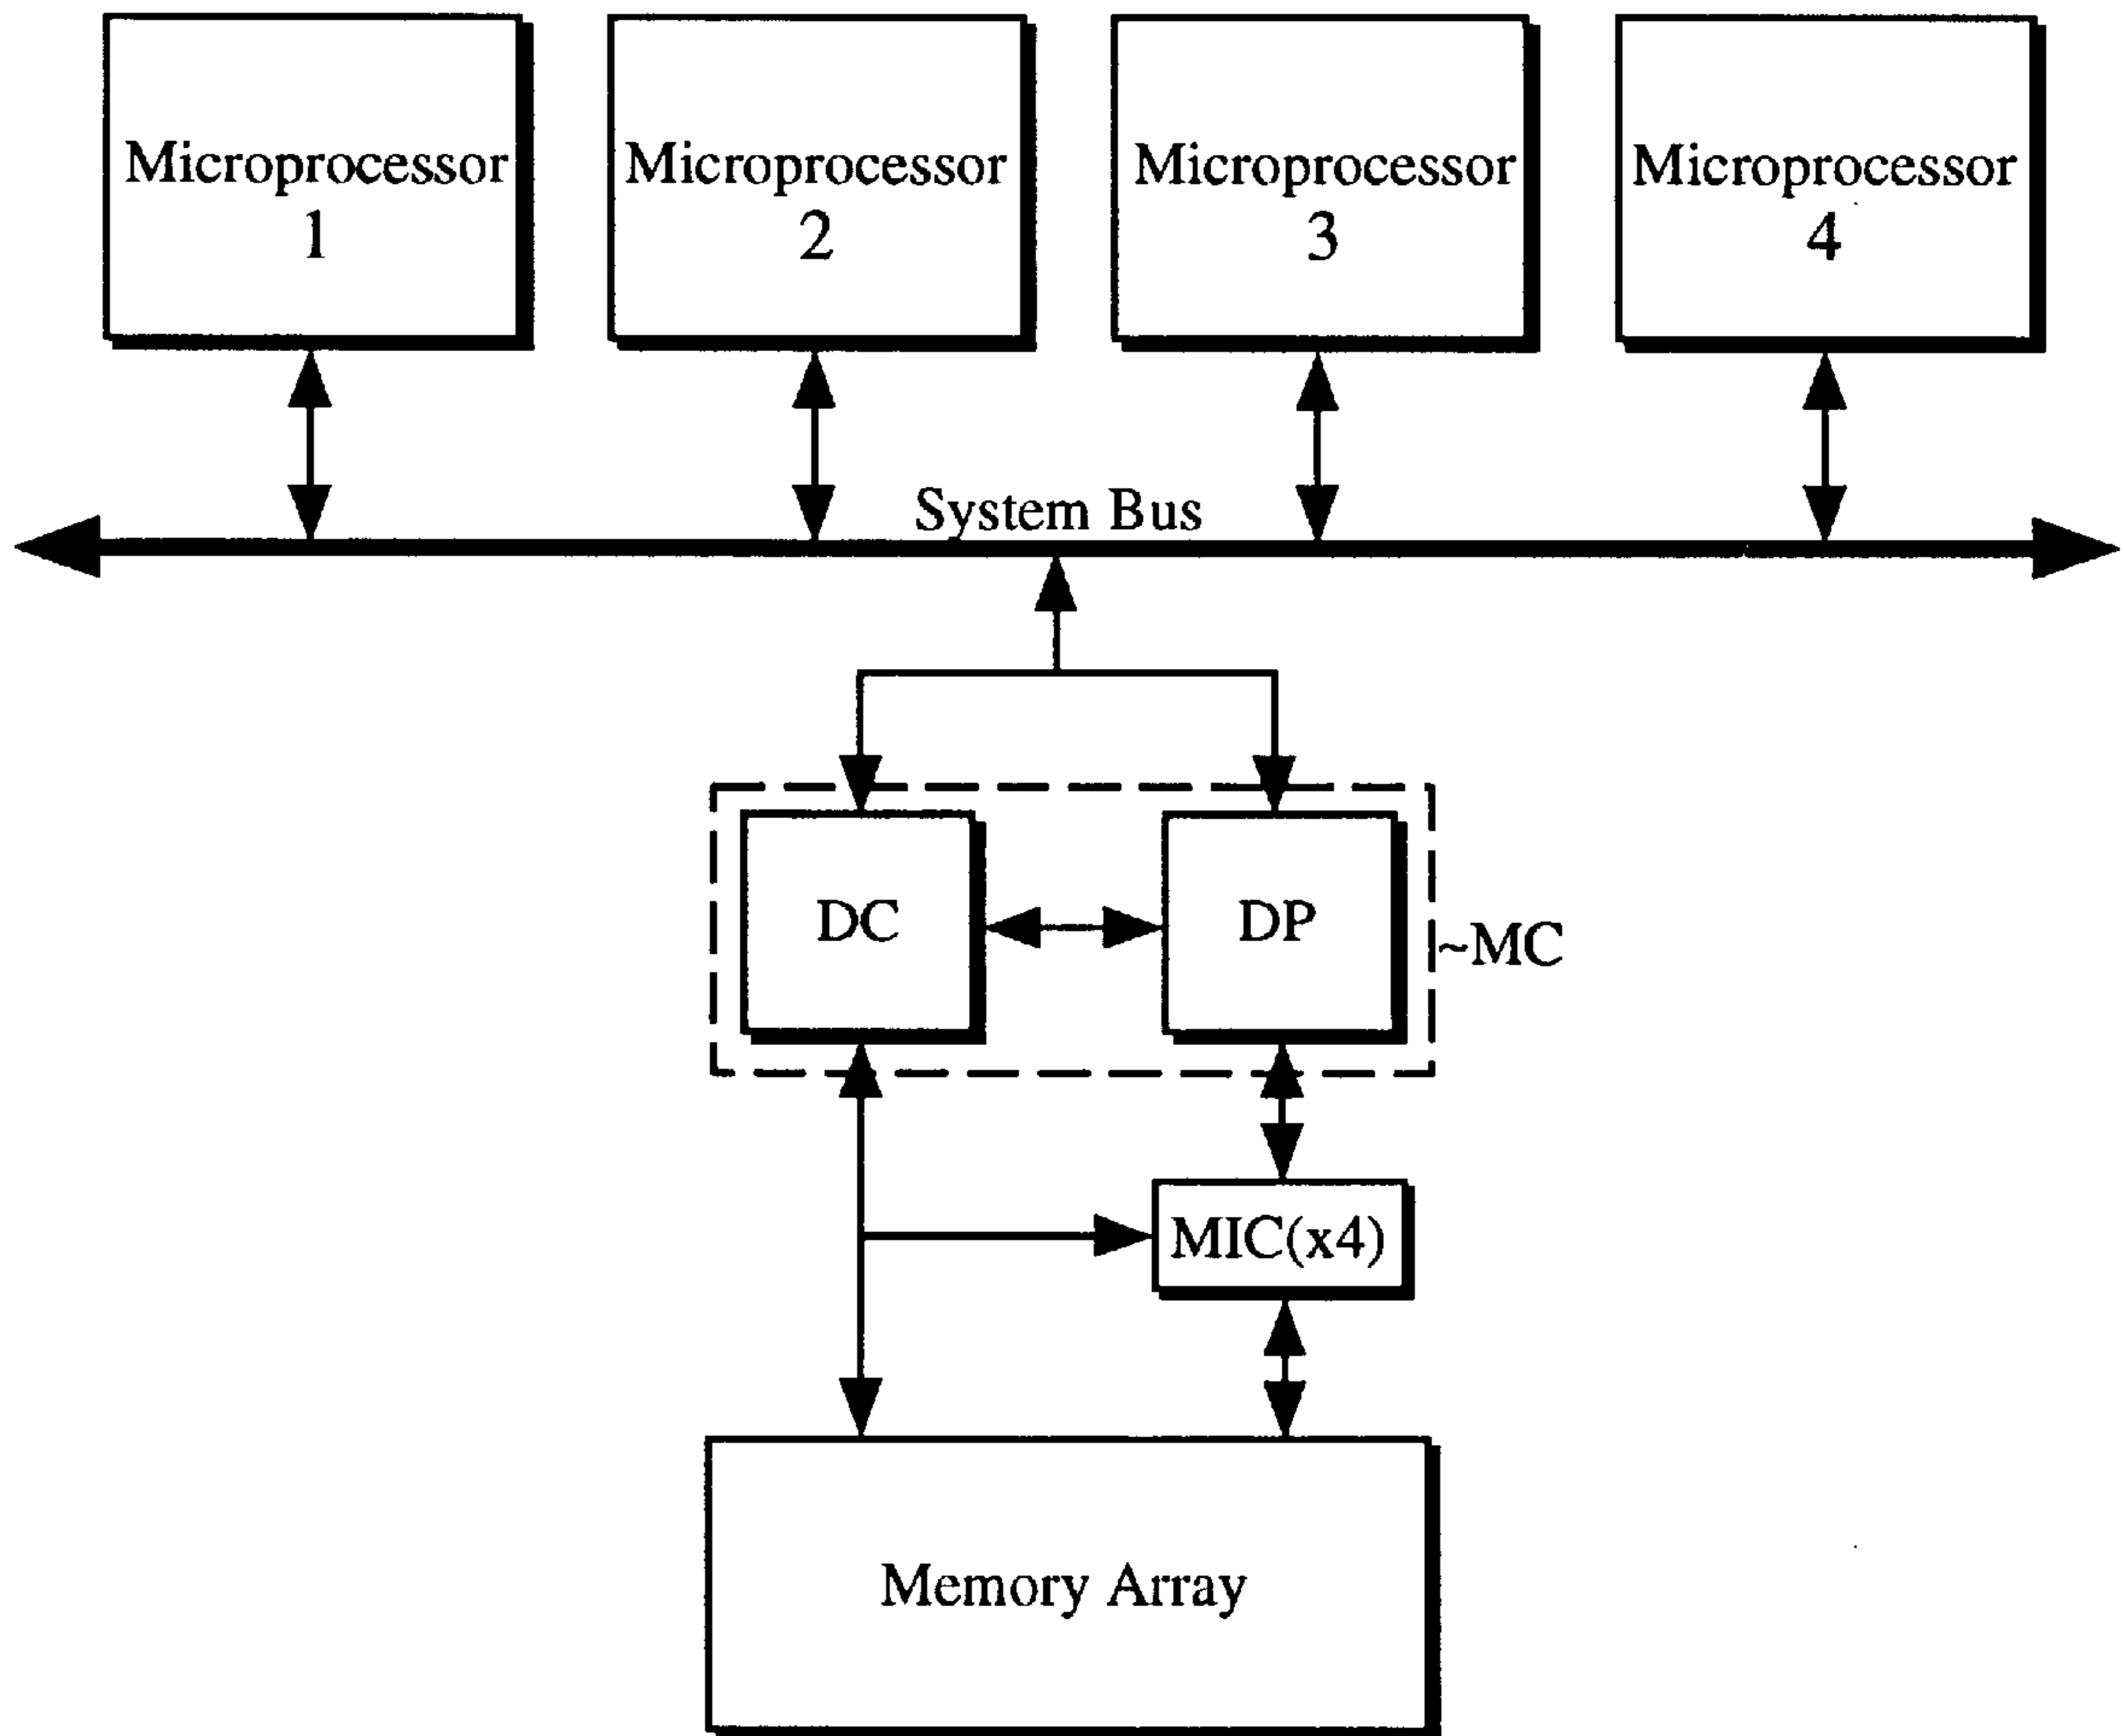 Microprocessor
1
Microprocessor
2
Microprocessor
3
Microprocessor
4
System Bus
DC
DP
~MC
MIC(x4)
Memory Array